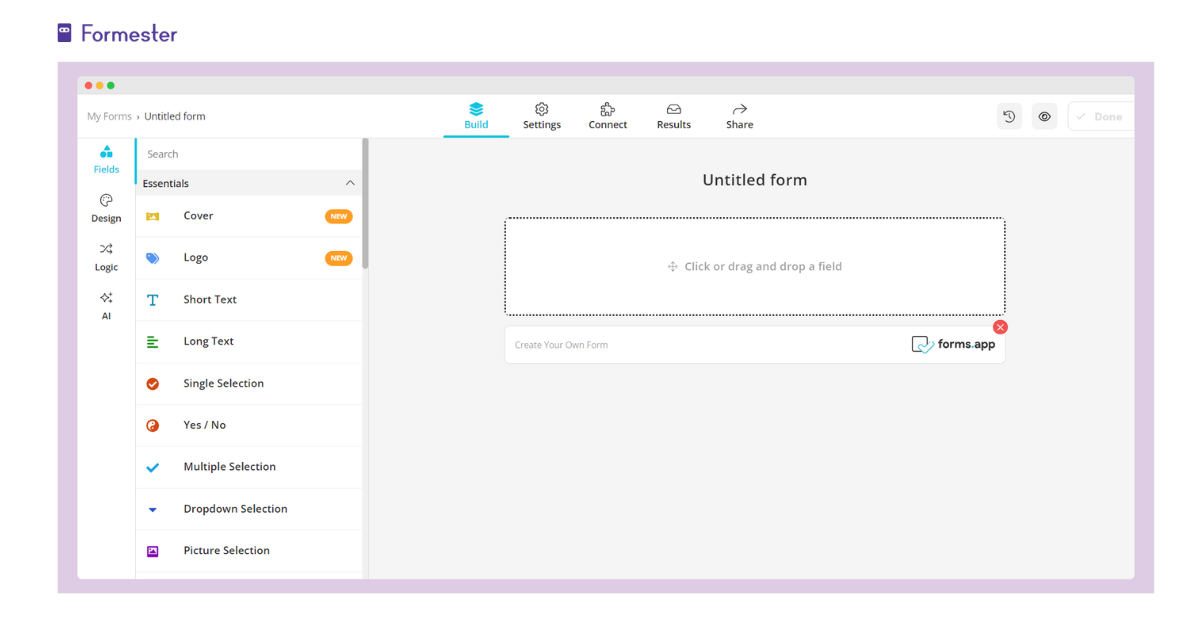 Formester
My Forms › Untitled form
Build
Settings
Connect
Results
Share
Done
Fields
Design
Logic
AI
Search
Essentials
Cover
NEW
Logo
NEW
Short Text
Long Text
Single Selection
Yes / No
Multiple Selection
Dropdown Selection
Picture Selection
Untitled form
Click or drag and drop a field
Create Your Own Form
forms.app